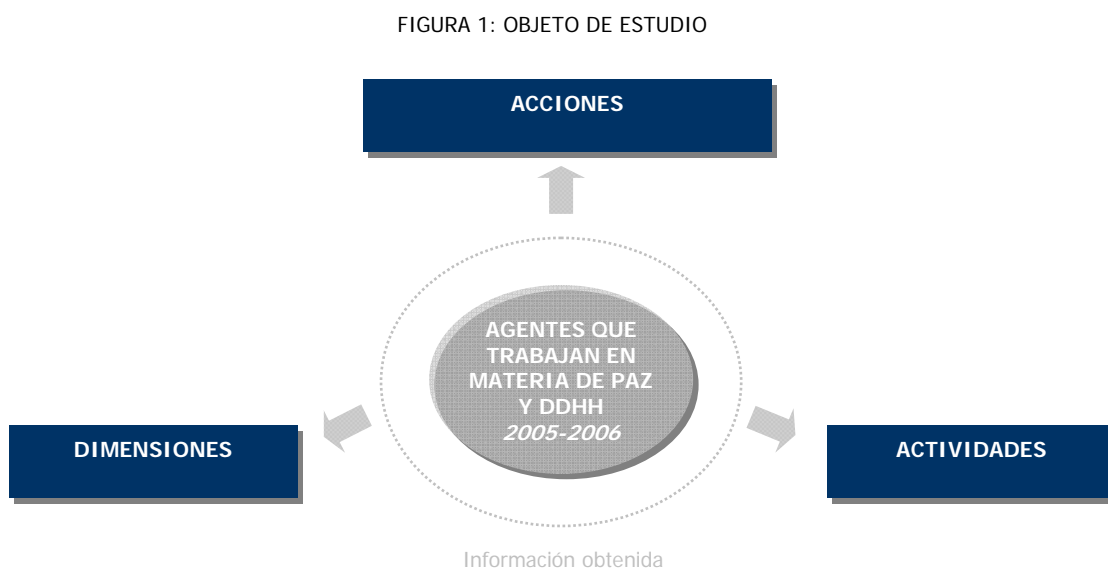 FIGURA 1: OBJETO DE ESTUDIO
ACCIONES
AGENTES QUE
TRABAJAN EN
MATERIA DE PAZ
Y DDHH
2005-2006
DIMENSIONES
ACTIVIDADES
Información obtenida